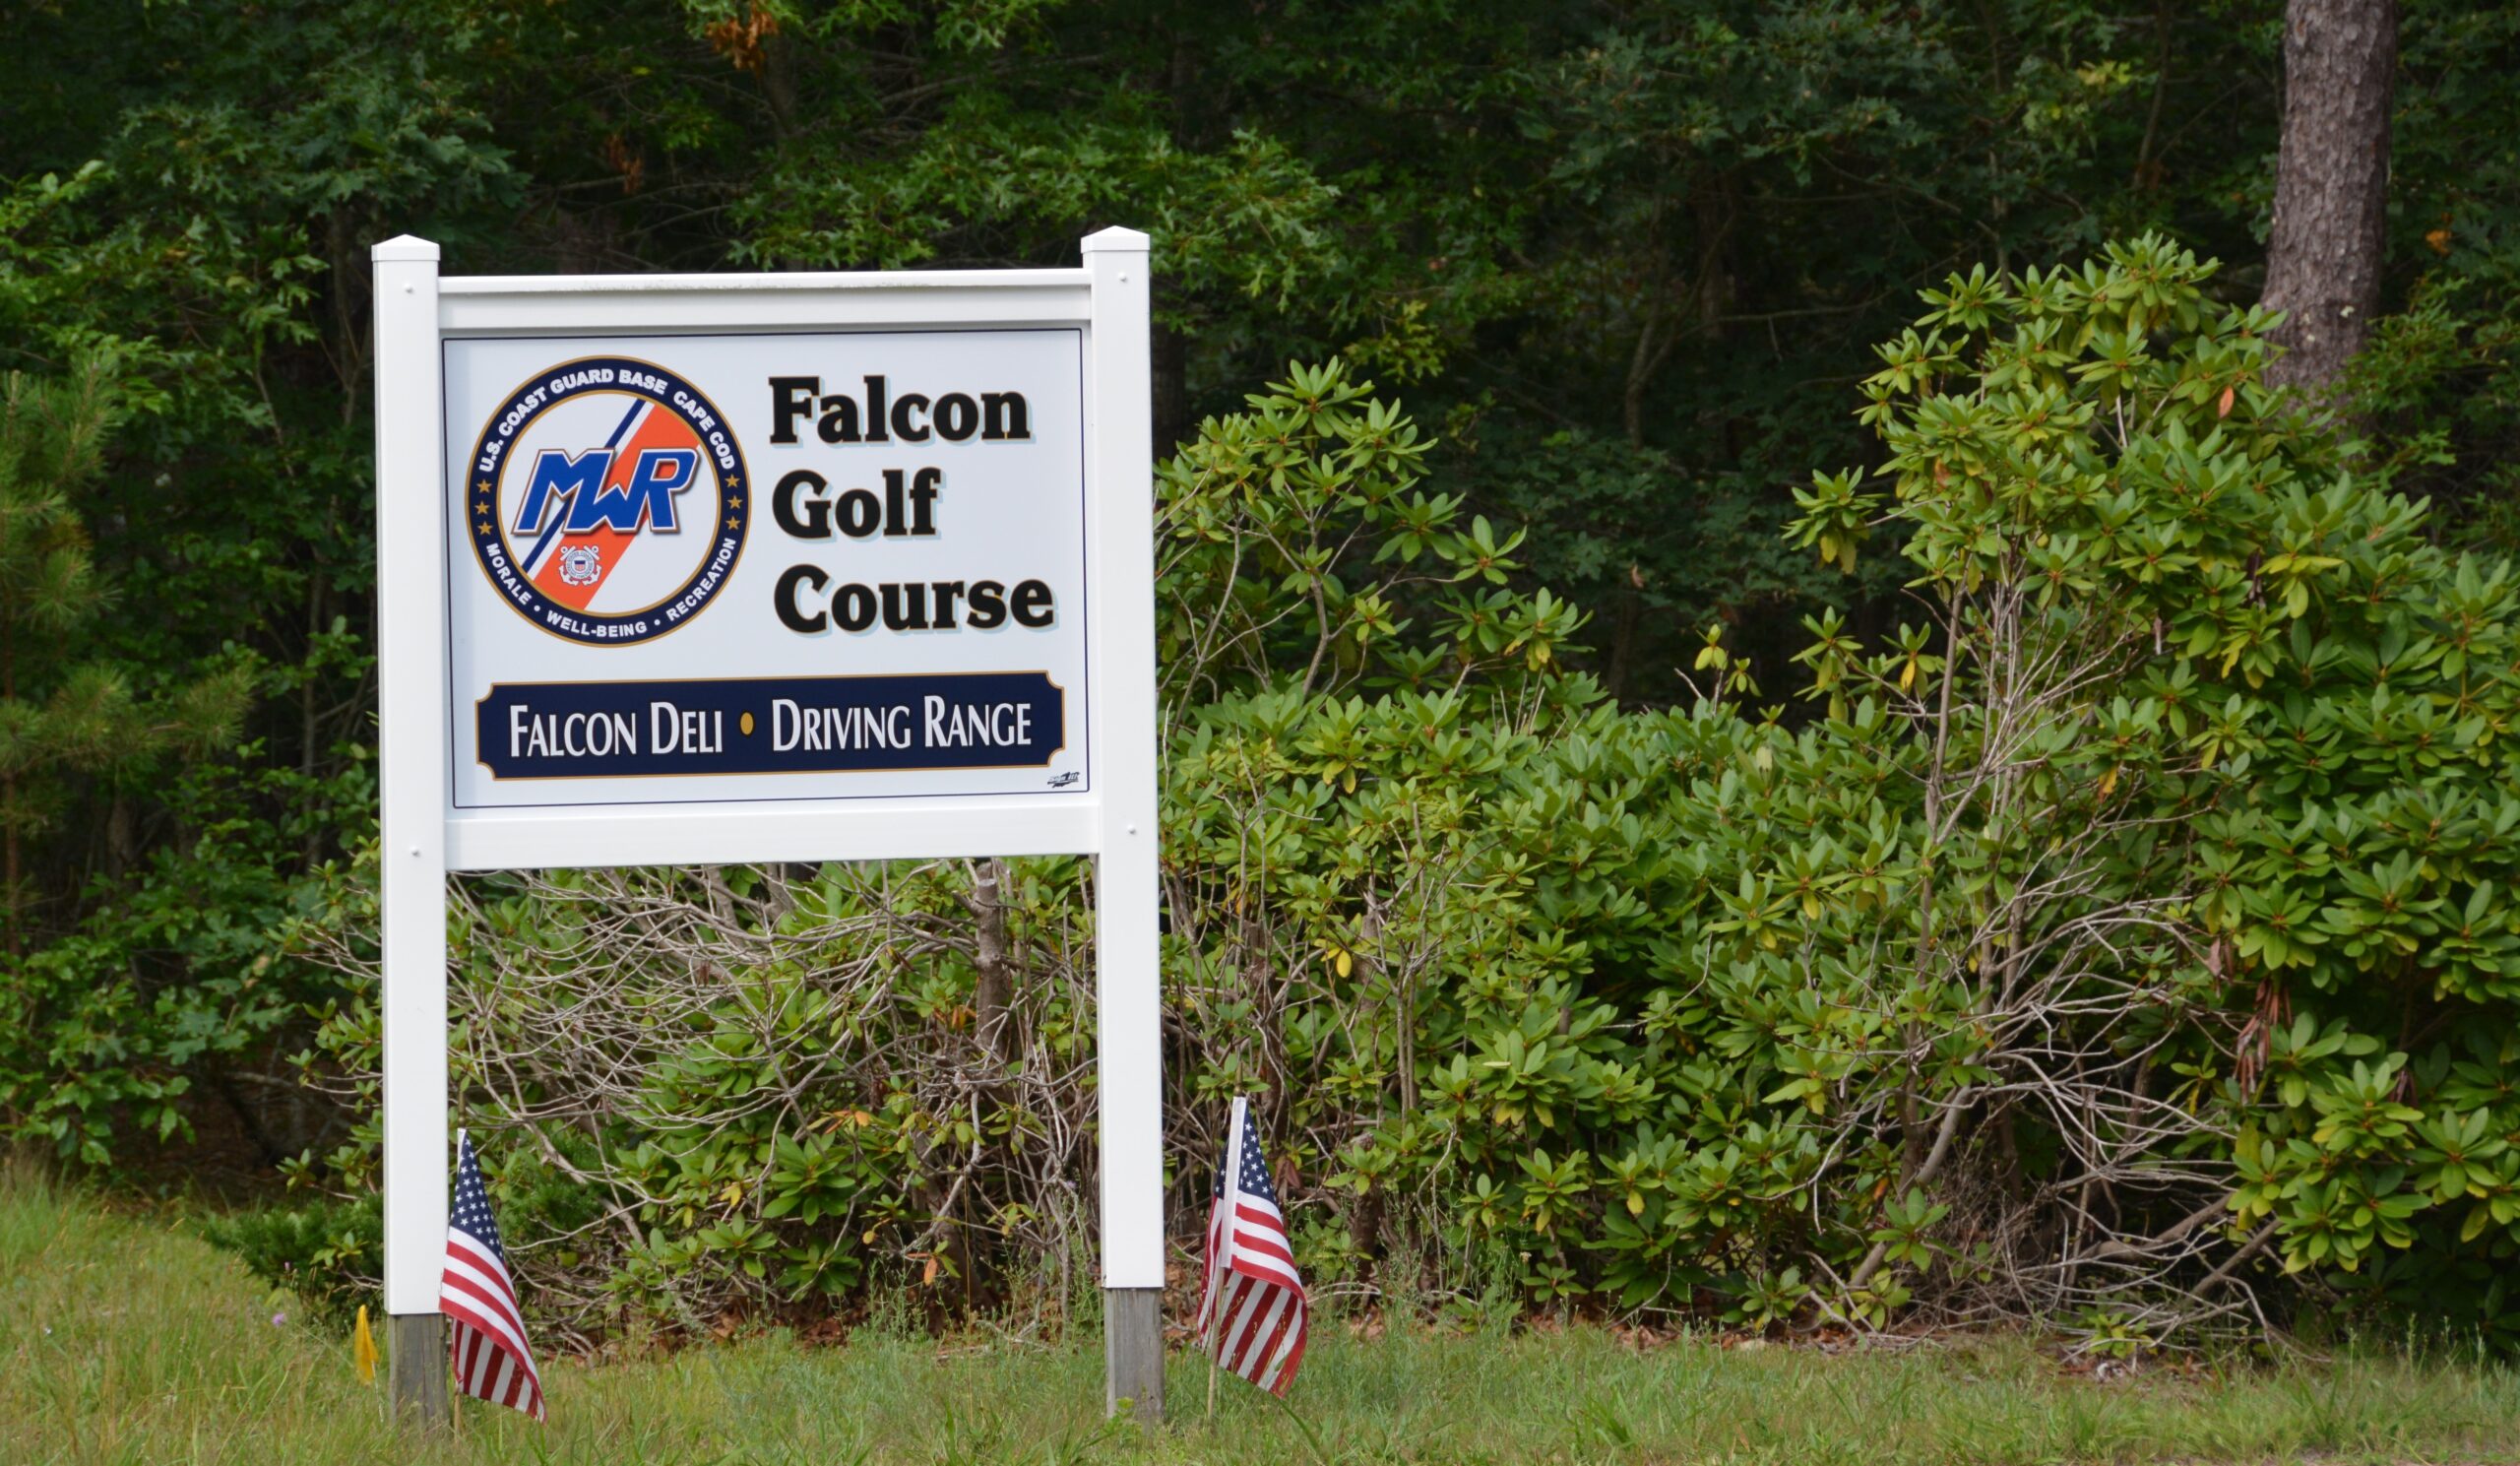 U.S. COAST GUARD BASE CAPE COD
MWR
MORALE • WELL-BEING • RECREATION
Falcon
Golf
Course
FALCON DELI • DRIVING RANGE